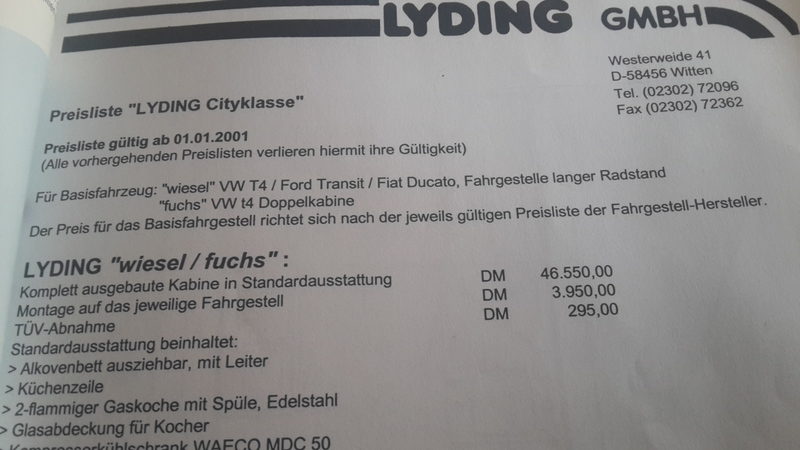 LYDING GMBH
Westerweide 41
D-58456 Witten
Tel. (02302) 72096
Fax (02302) 72362
Preisliste "LYDING Cityklasse"
Preisliste gültig ab 01.01.2001
(Alle vorhergehenden Preislisten verlieren hiermit ihre Gültigkeit)
Für Basisfahrzeug: "wiesel" VW T4 / Ford Transit / Fiat Ducato, Fahrgestelle langer Radstand
"fuchs" VW t4 Doppelkabine
Der Preis für das Basisfahrgestell richtet sich nach der jeweils gültigen Preisliste der Fahrgestell-Hersteller.
LYDING "wiesel / fuchs" :
Komplett ausgebaute Kabine in Standardausstattung DM 46.550,00
Montage auf das jeweilige Fahrgestell DM 3.950,00
TÜV-Abnahme DM 295,00
Standardausstattung beinhaltet:
> Alkovenbett ausziehbar, mit Leiter
> Küchenzeile
> 2-flammiger Gaskoche mit Spüle, Edelstahl
> Glasabdeckung für Kocher
> Kompressorkühlschrank WAECO MDC 50